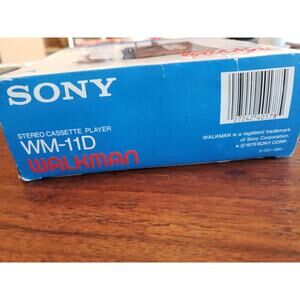 SONY
STEREO CASSETTE PLAYER
WM-11D
WALKMAN
WALKMAN is a registered trademark
of Sony Corporation.
© 1979 SONY CORP.